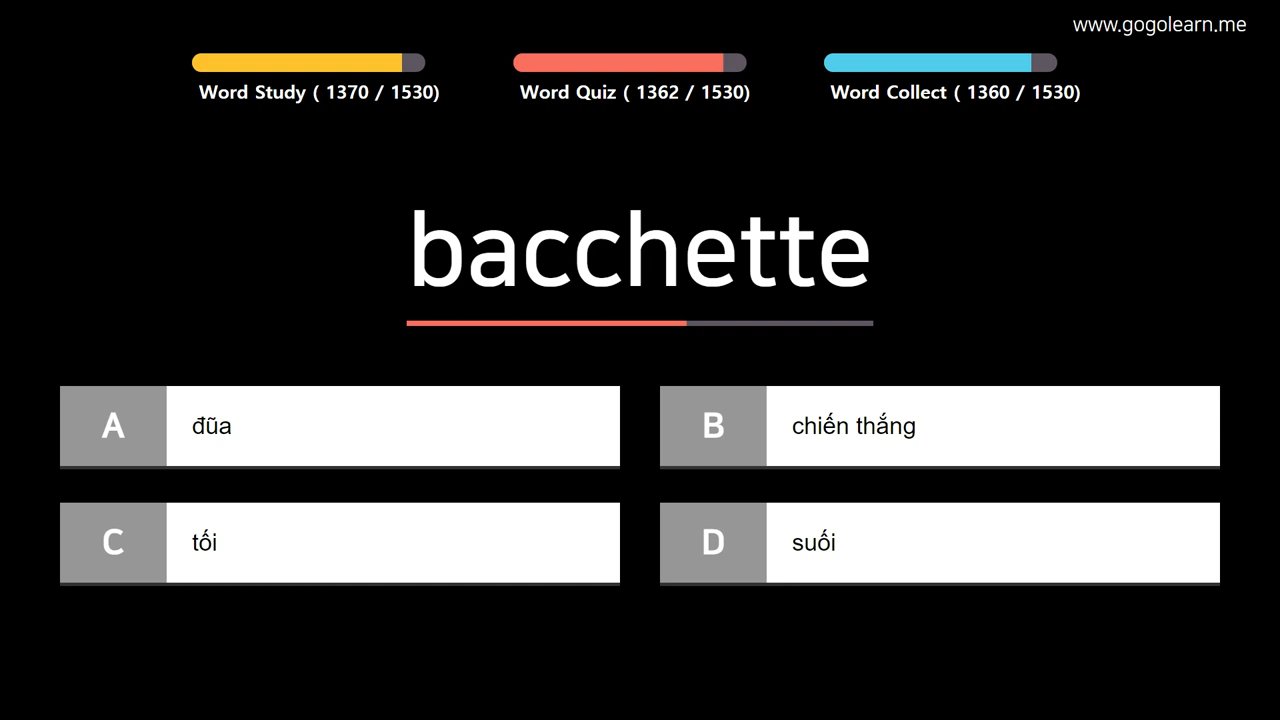 www.gogolearn.me
Word Study ( 1370 / 1530)
Word Quiz ( 1362 / 1530)
Word Collect ( 1360 / 1530)
bacchette
A đũa
B chiến thắng
C tối
D suối